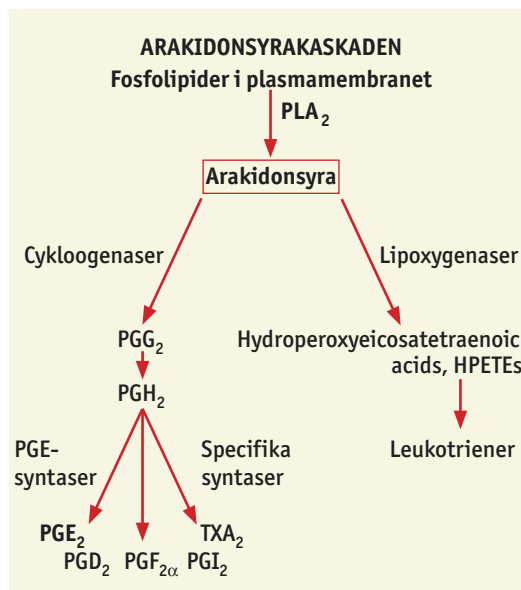 ARAKIDONSYRAKASKADEN
Fosfolipider i plasmamembranet
PLA₂
Arakidonsyra
Cykloogenaser
Lipoxygenaser
PGG₂
Hydroperoxyeicosatetraenoic
acids, HPETEs
PGH₂
PGE-
syntaser
Specifika
syntaser
Leukotriener
PGE₂
TXA₂
PGD₂ PGF₂α PGI₂